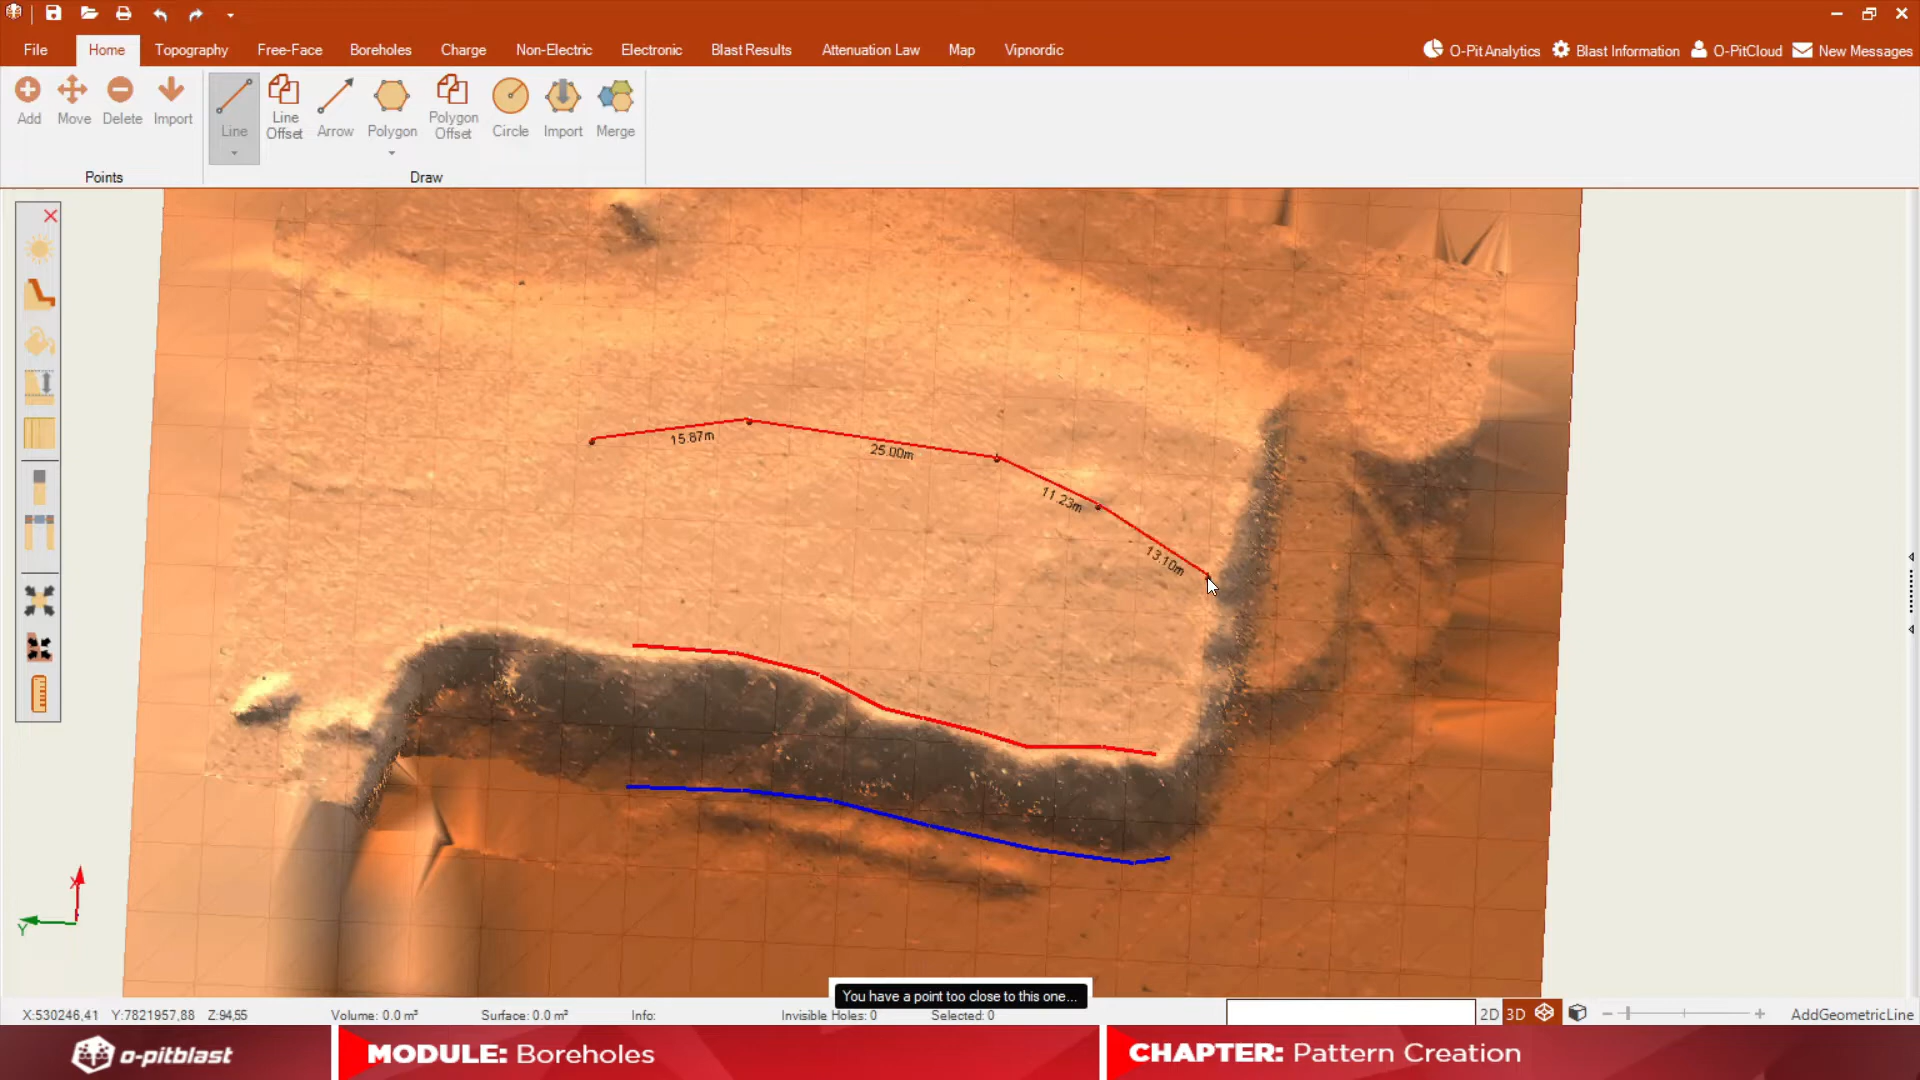 File
Home
Topography
Free-Face
Boreholes
Charge
Non-Electric
Electronic
Blast Results
Attenuation Law
Map
Vipnordic
O-Pit Analytics
Blast Information
O-PitCloud
New Messages
Add
Move
Delete
Import
Line
Line
Offset
Arrow
Polygon
Polygon
Offset
Circle
Import
Merge
Points
Draw
15.87m
25.00m
11.23m
13.10m
X
Y
You have a point too close to this one...
X:530246,41 Y:7821957,88 Z:94,55
Volume: 0.0 m³
Surface: 0.0 m²
Info:
Invisible Holes: 0
Selected: 0
2D
3D
AddGeometricLine
o-pitblast
MODULE: Boreholes
CHAPTER: Pattern Creation